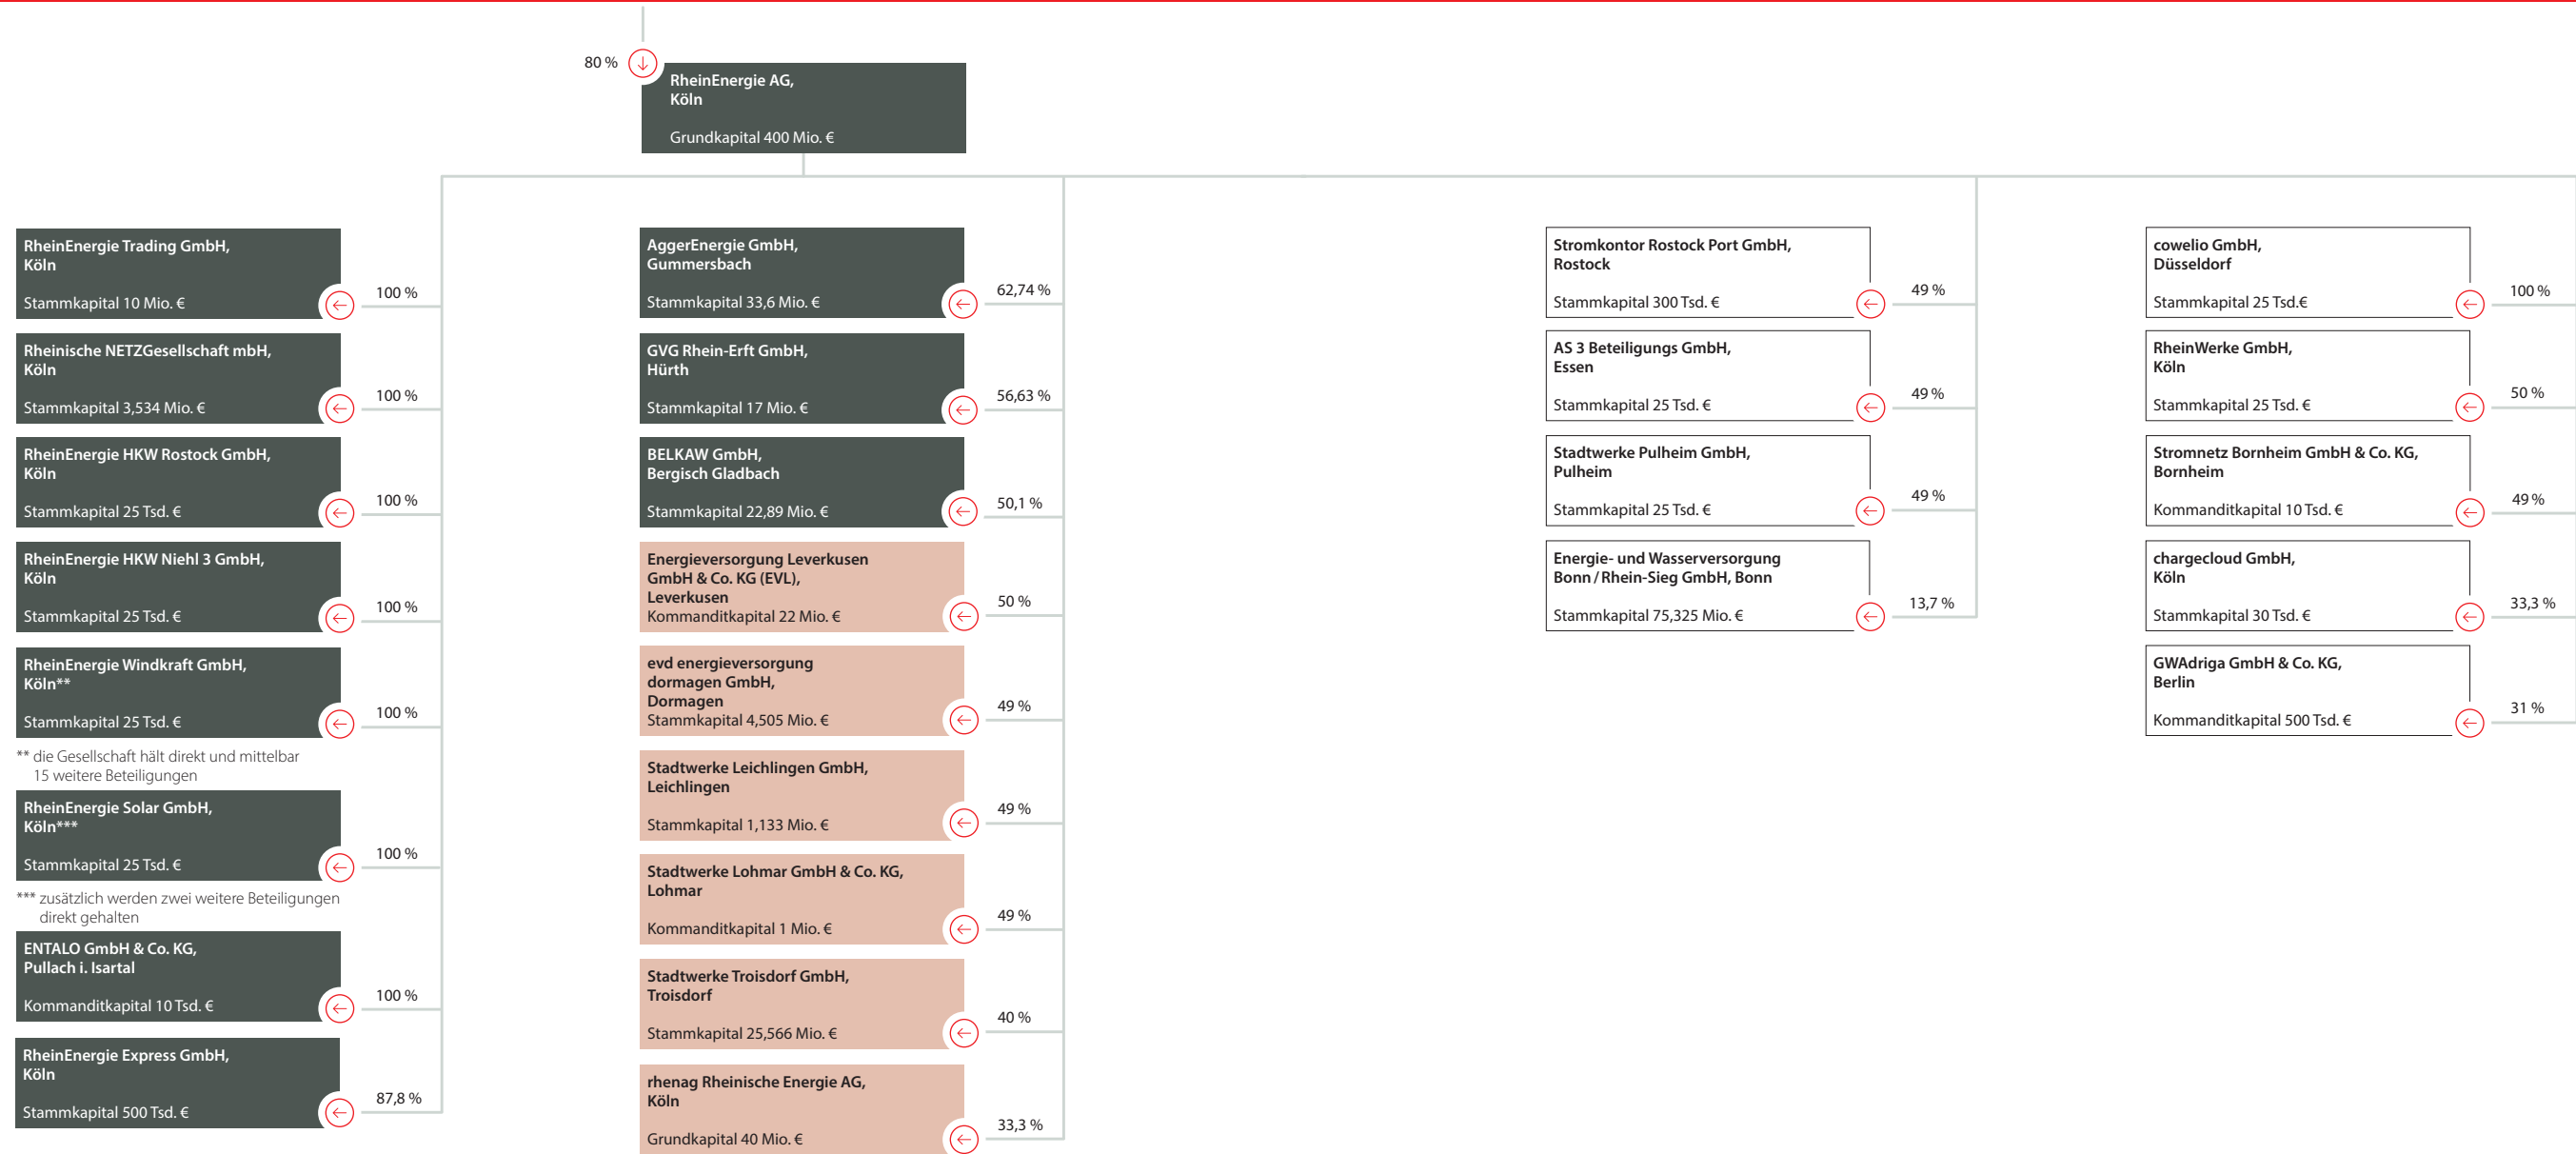 80 %
RheinEnergie AG,
Köln
Grundkapital 400 Mio. €
RheinEnergie Trading GmbH,
Köln
Stammkapital 10 Mio. €
100 %
Rheinische NETZGesellschaft mbH,
Köln
Stammkapital 3,534 Mio. €
100 %
RheinEnergie HKW Rostock GmbH,
Köln
Stammkapital 25 Tsd. €
100 %
RheinEnergie HKW Niehl 3 GmbH,
Köln
Stammkapital 25 Tsd. €
100 %
RheinEnergie Windkraft GmbH,
Köln**
Stammkapital 25 Tsd. €
100 %
** die Gesellschaft hält direkt und mittelbar
15 weitere Beteiligungen
RheinEnergie Solar GmbH,
Köln***
Stammkapital 25 Tsd. €
100 %
*** zusätzlich werden zwei weitere Beteiligungen
direkt gehalten
ENTALO GmbH & Co. KG,
Pullach i. Isartal
Kommanditkapital 10 Tsd. €
100 %
RheinEnergie Express GmbH,
Köln
Stammkapital 500 Tsd. €
87,8 %
AggerEnergie GmbH,
Gummersbach
Stammkapital 33,6 Mio. €
62,74 %
GVG Rhein-Erft GmbH,
Hürth
Stammkapital 17 Mio. €
56,63 %
BELKAW GmbH,
Bergisch Gladbach
Stammkapital 22,89 Mio. €
50,1 %
Energieversorgung Leverkusen
GmbH & Co. KG (EVL),
Leverkusen
Kommanditkapital 22 Mio. €
50 %
evd energieversorgung
dormagen GmbH,
Dormagen
Stammkapital 4,505 Mio. €
49 %
Stadtwerke Leichlingen GmbH,
Leichlingen
Stammkapital 1,133 Mio. €
49 %
Stadtwerke Lohmar GmbH & Co. KG,
Lohmar
Kommanditkapital 1 Mio. €
49 %
Stadtwerke Troisdorf GmbH,
Troisdorf
Stammkapital 25,566 Mio. €
40 %
rhenag Rheinische Energie AG,
Köln
Grundkapital 40 Mio. €
33,3 %
Stromkontor Rostock Port GmbH,
Rostock
Stammkapital 300 Tsd. €
49 %
AS 3 Beteiligungs GmbH,
Essen
Stammkapital 25 Tsd. €
49 %
Stadtwerke Pulheim GmbH,
Pulheim
Stammkapital 25 Tsd. €
49 %
Energie- und Wasserversorgung
Bonn / Rhein-Sieg GmbH, Bonn
Stammkapital 75,325 Mio. €
13,7 %
cowelio GmbH,
Düsseldorf
Stammkapital 25 Tsd.€
100 %
RheinWerke GmbH,
Köln
Stammkapital 25 Tsd. €
50 %
Stromnetz Bornheim GmbH & Co. KG,
Bornheim
Kommanditkapital 10 Tsd. €
49 %
chargecloud GmbH,
Köln
Stammkapital 30 Tsd. €
33,3 %
GWAdriga GmbH & Co. KG,
Berlin
Kommanditkapital 500 Tsd. €
31 %